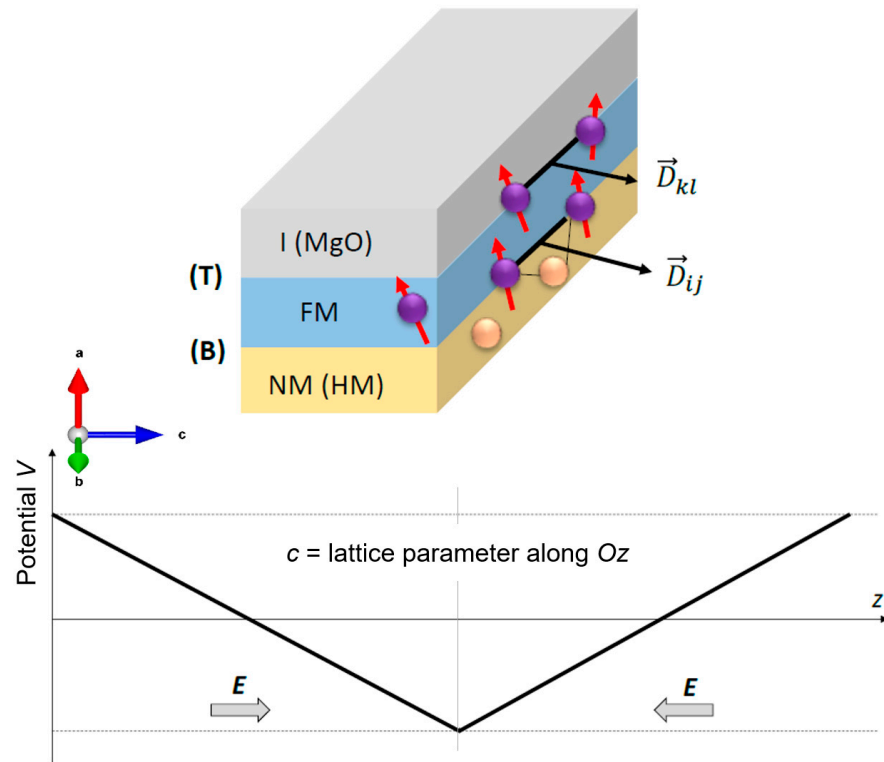 I (MgO)
(T)
FM
(B)
NM (HM)
D⃗kl
D⃗ij
a
c
b
Potential V
c = lattice parameter along Oz
z
E
E